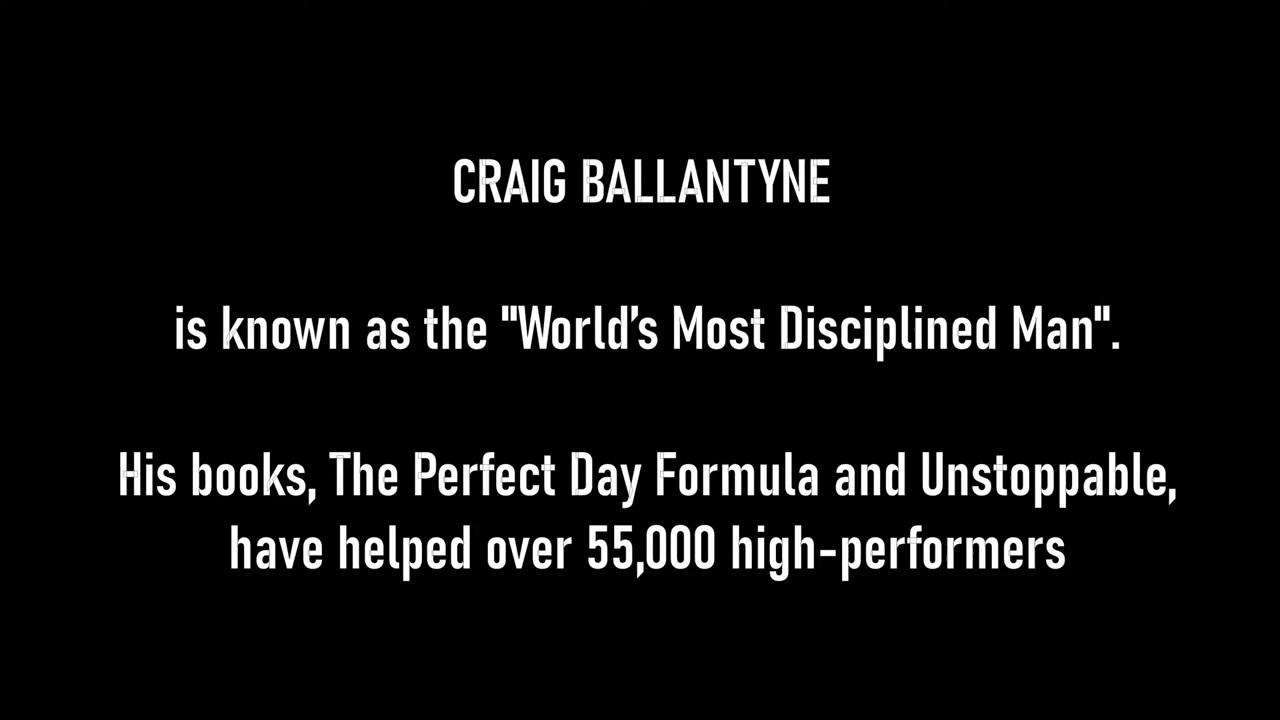 CRAIG BALLANTYNE
is known as the "World’s Most Disciplined Man".
His books, The Perfect Day Formula and Unstoppable,
have helped over 55,000 high-performers